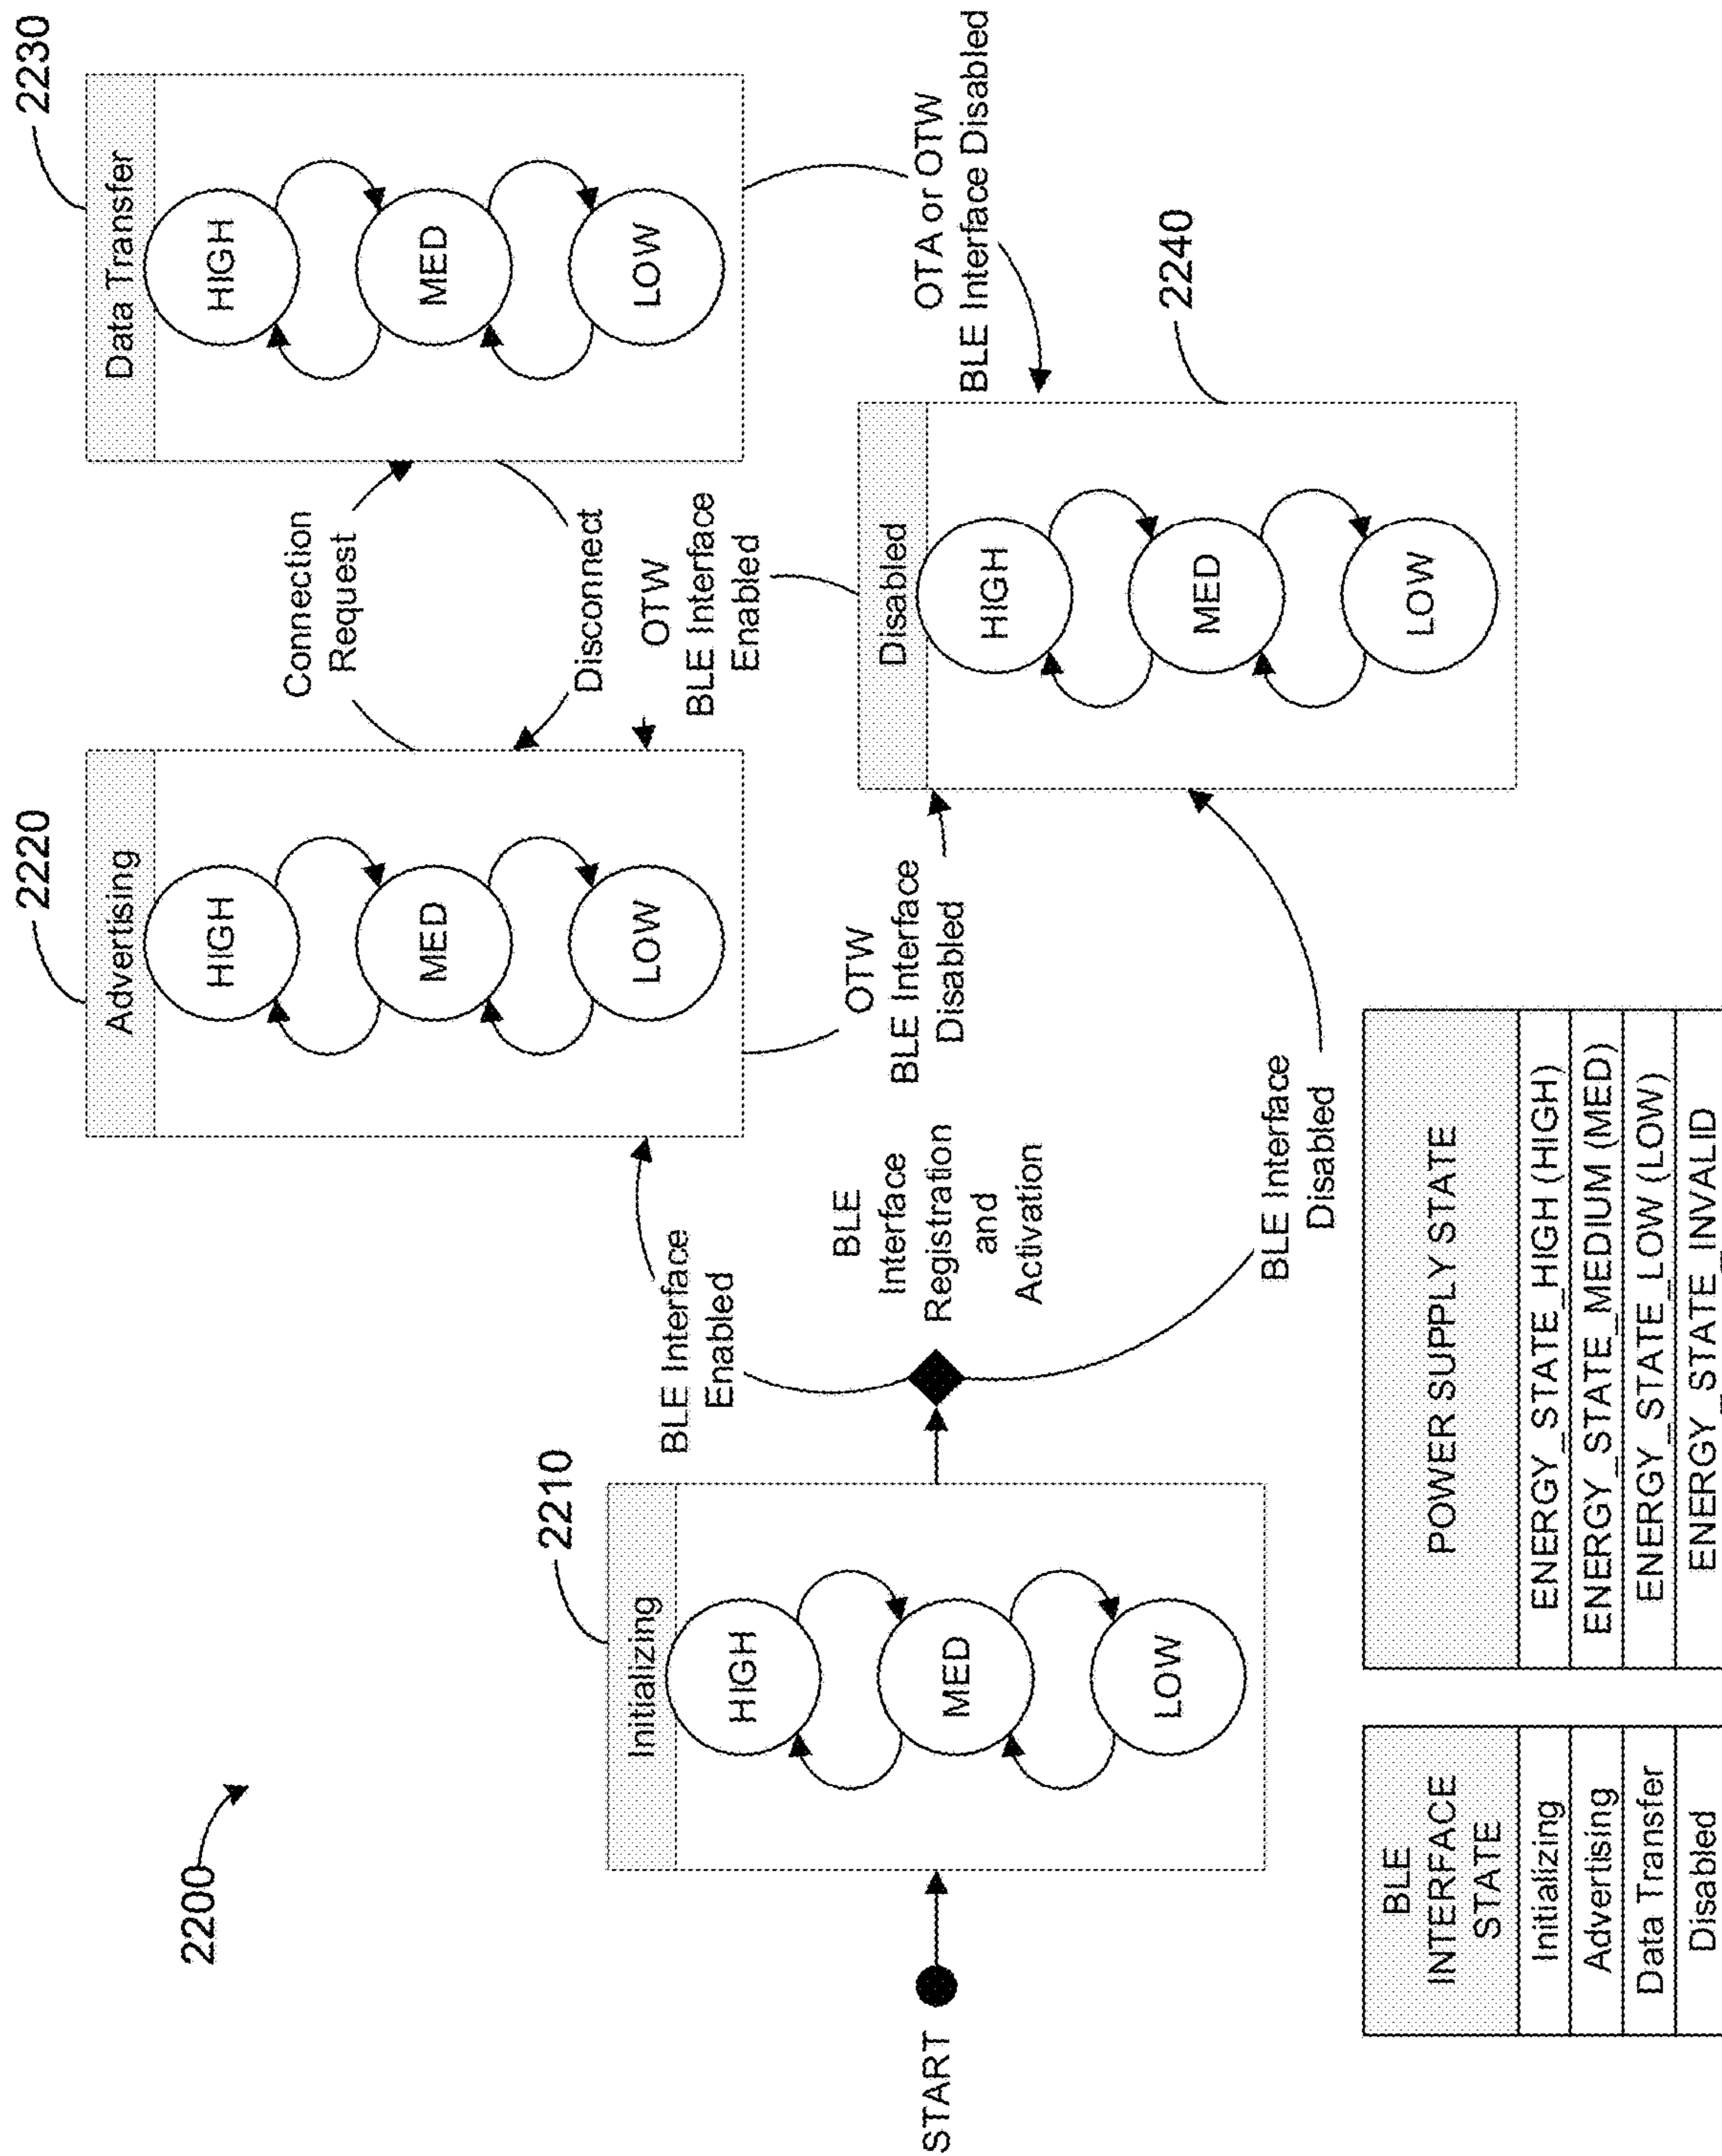 2200
START
2210
Initializing
HIGH
MED
LOW
BLE Interface
Enabled
BLE
Interface
Registration
and
Activation
BLE Interface
Disabled
2220
Advertising
HIGH
MED
LOW
OTW
BLE Interface
Disabled
Connection
Request
Disconnect
OTW
BLE Interface
Enabled
2230
Data Transfer
HIGH
MED
LOW
OTA or OTW
BLE Interface Disabled
2240
Disabled
HIGH
MED
LOW
BLE
INTERFACE
STATE
Initializing
Advertising
Data Transfer
Disabled
POWER SUPPLY STATE
ENERGY_STATE_HIGH (HIGH)
ENERGY_STATE_MEDIUM (MED)
ENERGY_STATE_LOW (LOW)
ENERGY_STATE_INVALID